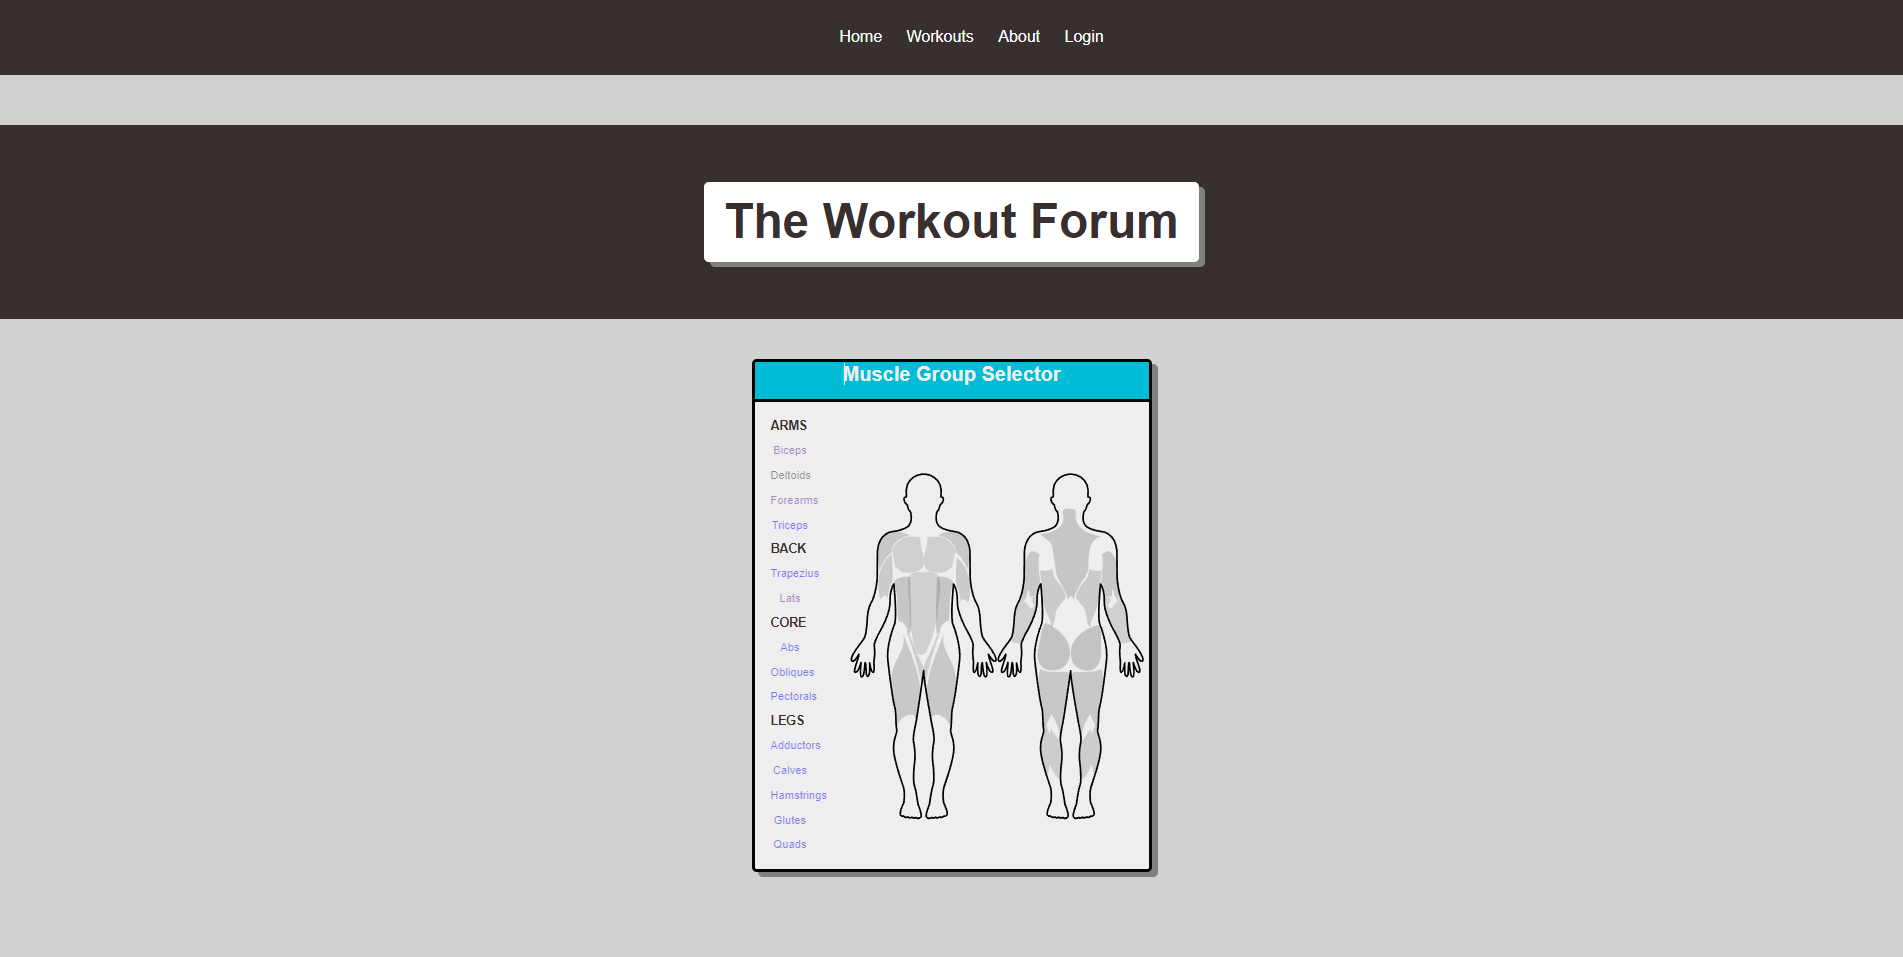 Home Workouts About Login
The Workout Forum
Muscle Group Selector
ARMS
Biceps
Deltoids
Forearms
Triceps
BACK
Trapezius
Lats
CORE
Abs
Obliques
Pectorals
LEGS
Adductors
Calves
Hamstrings
Glutes
Quads